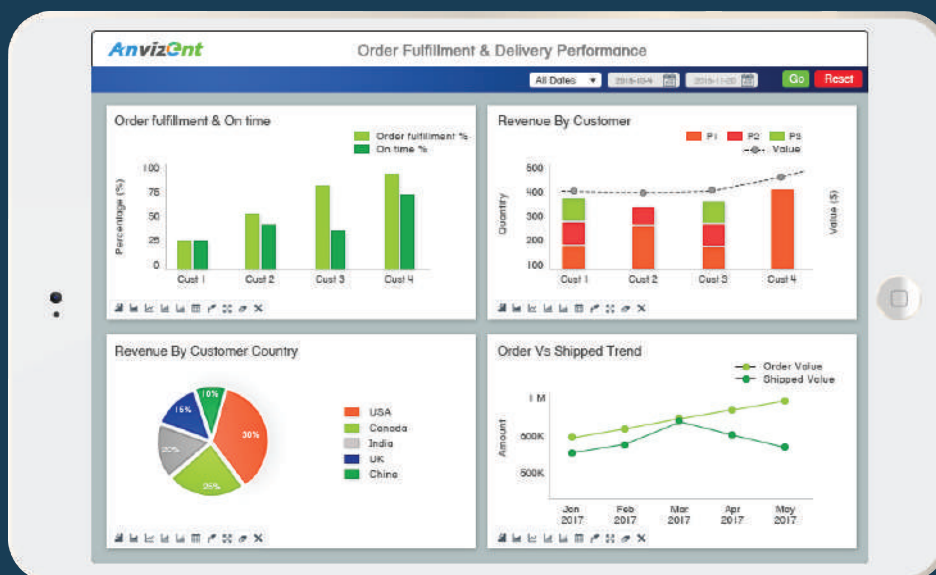 Anvizent
Order Fulfillment & Delivery Performance
All Dates
Go
Reset
Order fulfillment & On time
Order fulfillment %
On time %
Percentage (%)
100
75
50
25
0
Cust 1
Cust 2
Cust 3
Cust 4
Revenue By Customer
P1
P2
P3
Value
Quantity
500
400
300
200
100
Value ($)
Cust 1
Cust 2
Cust 3
Cust 4
Revenue By Customer Country
10%
15%
30%
20%
25%
USA
Canada
India
UK
China
Order Vs Shipped Trend
Order Value
Shipped Value
Amount
1 M
600K
500K
Jan 2017
Feb 2017
Mar 2017
Apr 2017
May 2017